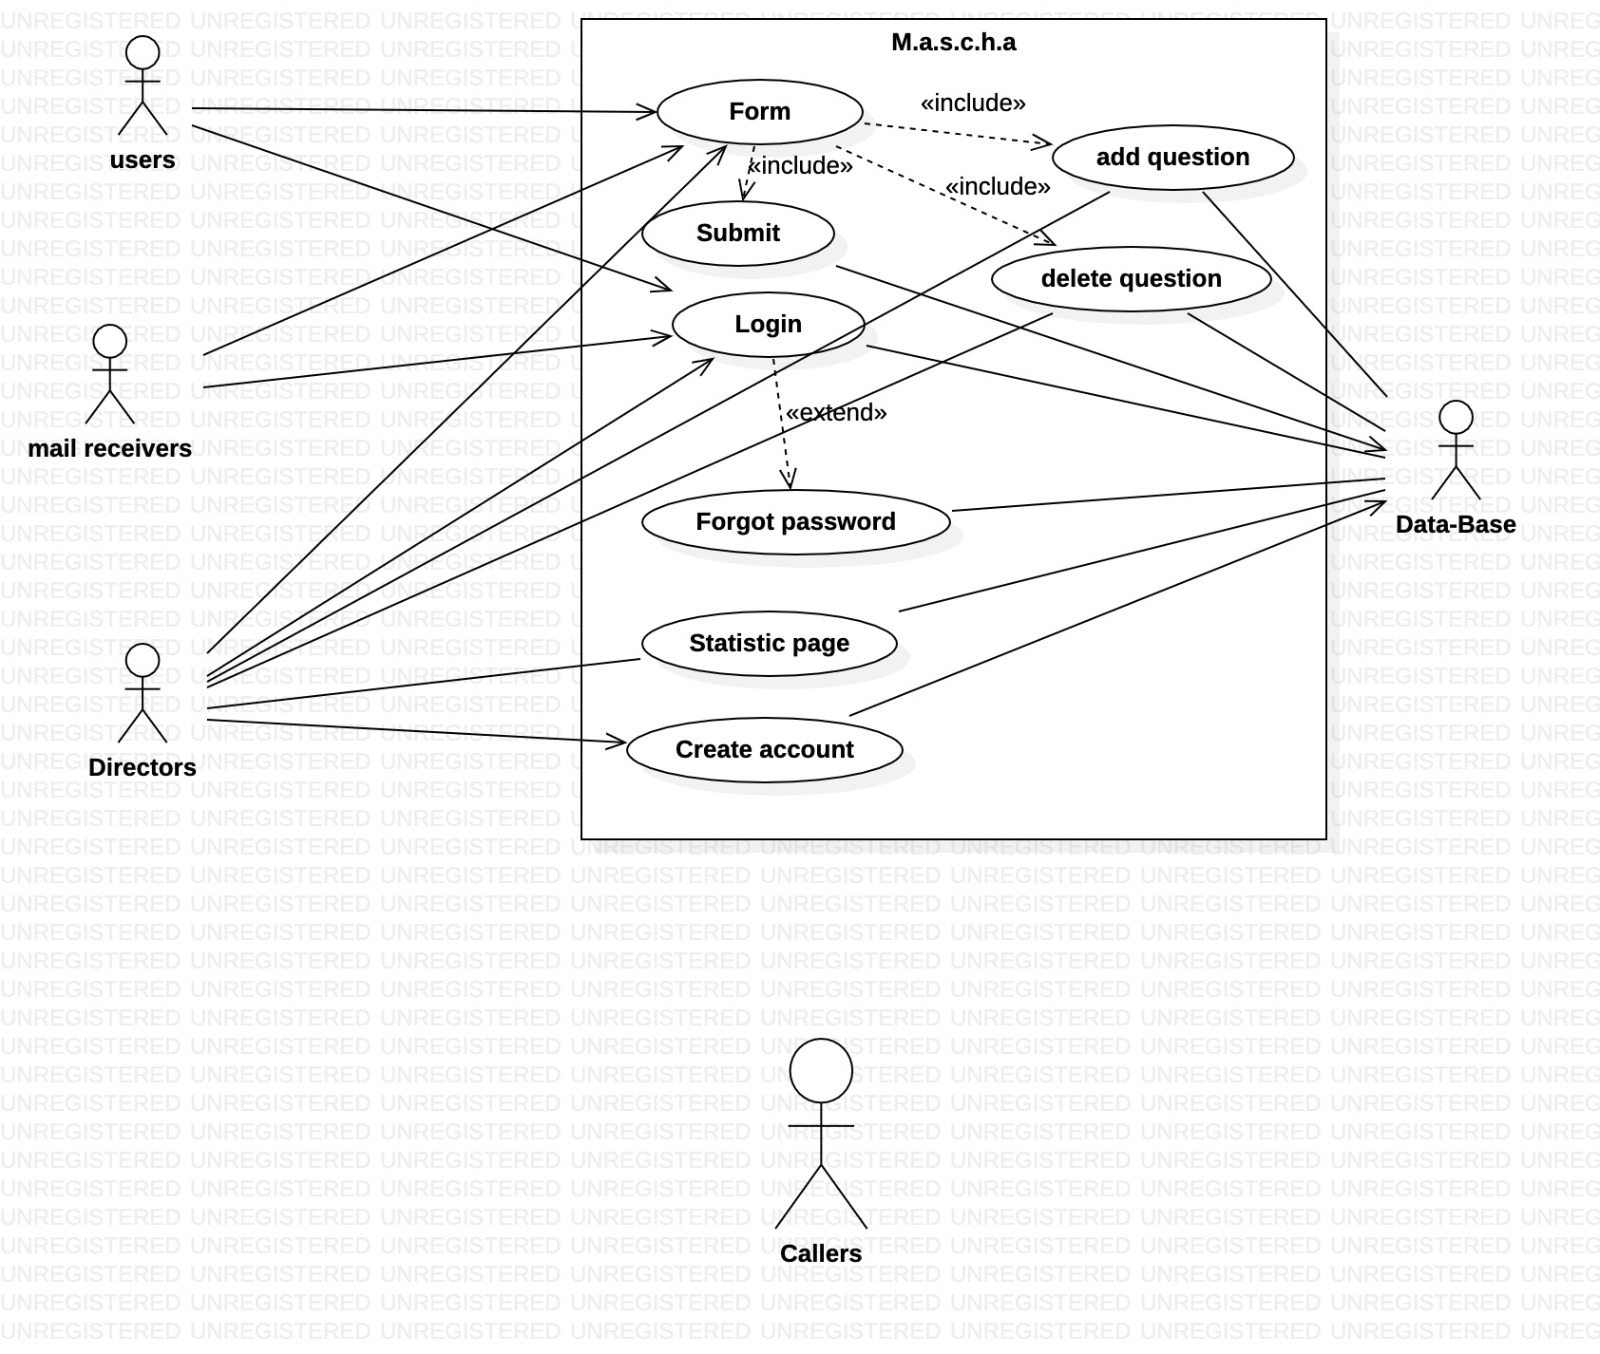 M.a.s.c.h.a
Form
«include»
users
add question
«include»
«include»
Submit
delete question
Login
mail receivers
«extend»
Forgot password
Data-Base
Statistic page
Create account
Directors
Callers
UNREGISTERED